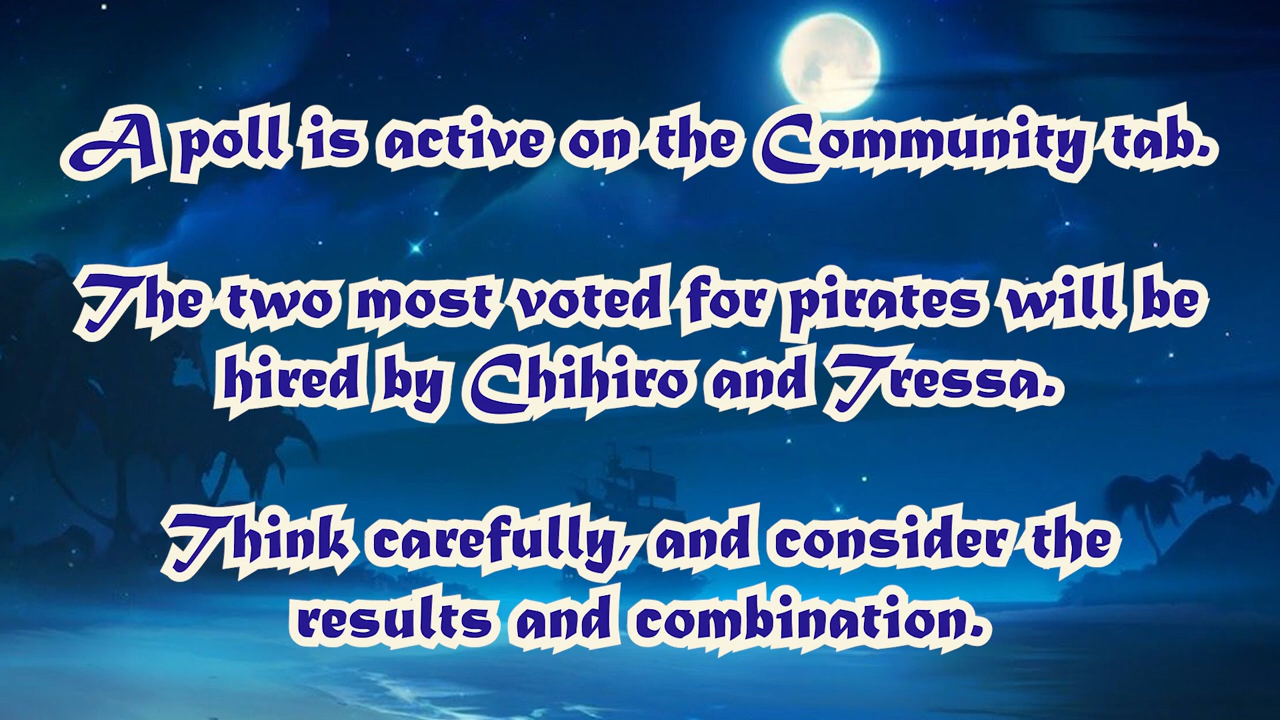 A poll is active on the Community tab.
The two most voted for pirates will be
hired by Chihiro and Tressa.
Think carefully, and consider the
results and combination.